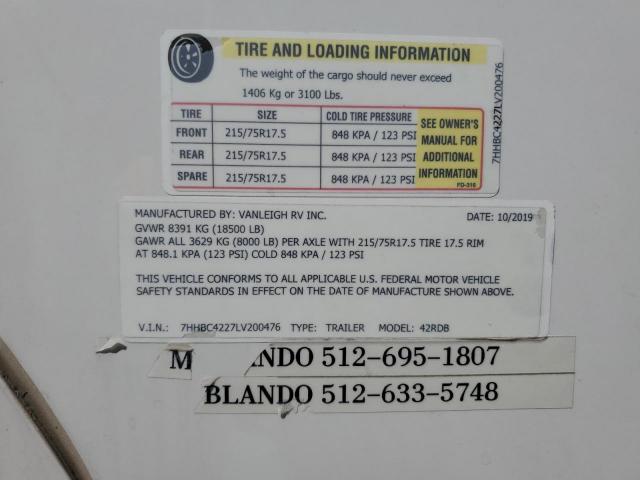 TIRE AND LOADING INFORMATION
The weight of the cargo should never exceed
1406 Kg or 3100 Lbs.
TIRE SIZE COLD TIRE PRESSURE
FRONT 215/75R17.5 848 KPA / 123 PSI
REAR 215/75R17.5 848 KPA / 123 PSI
SPARE 215/75R17.5 848 KPA / 123 PSI
SEE OWNER'S
MANUAL FOR
ADDITIONAL
INFORMATION
FD-316
7HHBC4227LV200476
MANUFACTURED BY: VANLEIGH RV INC. DATE: 10/2019
GVWR 8391 KG (18500 LB)
GAWR ALL 3629 KG (8000 LB) PER AXLE WITH 215/75R17.5 TIRE 17.5 RIM
AT 848.1 KPA (123 PSI) COLD 848 KPA / 123 PSI
THIS VEHICLE CONFORMS TO ALL APPLICABLE U.S. FEDERAL MOTOR VEHICLE
SAFETY STANDARDS IN EFFECT ON THE DATE OF MANUFACTURE SHOWN ABOVE.
V.I.N.: 7HHBC4227LV200476 TYPE: TRAILER MODEL: 42RDB
ANDO 512-695-1807
BLANDO 512-633-5748